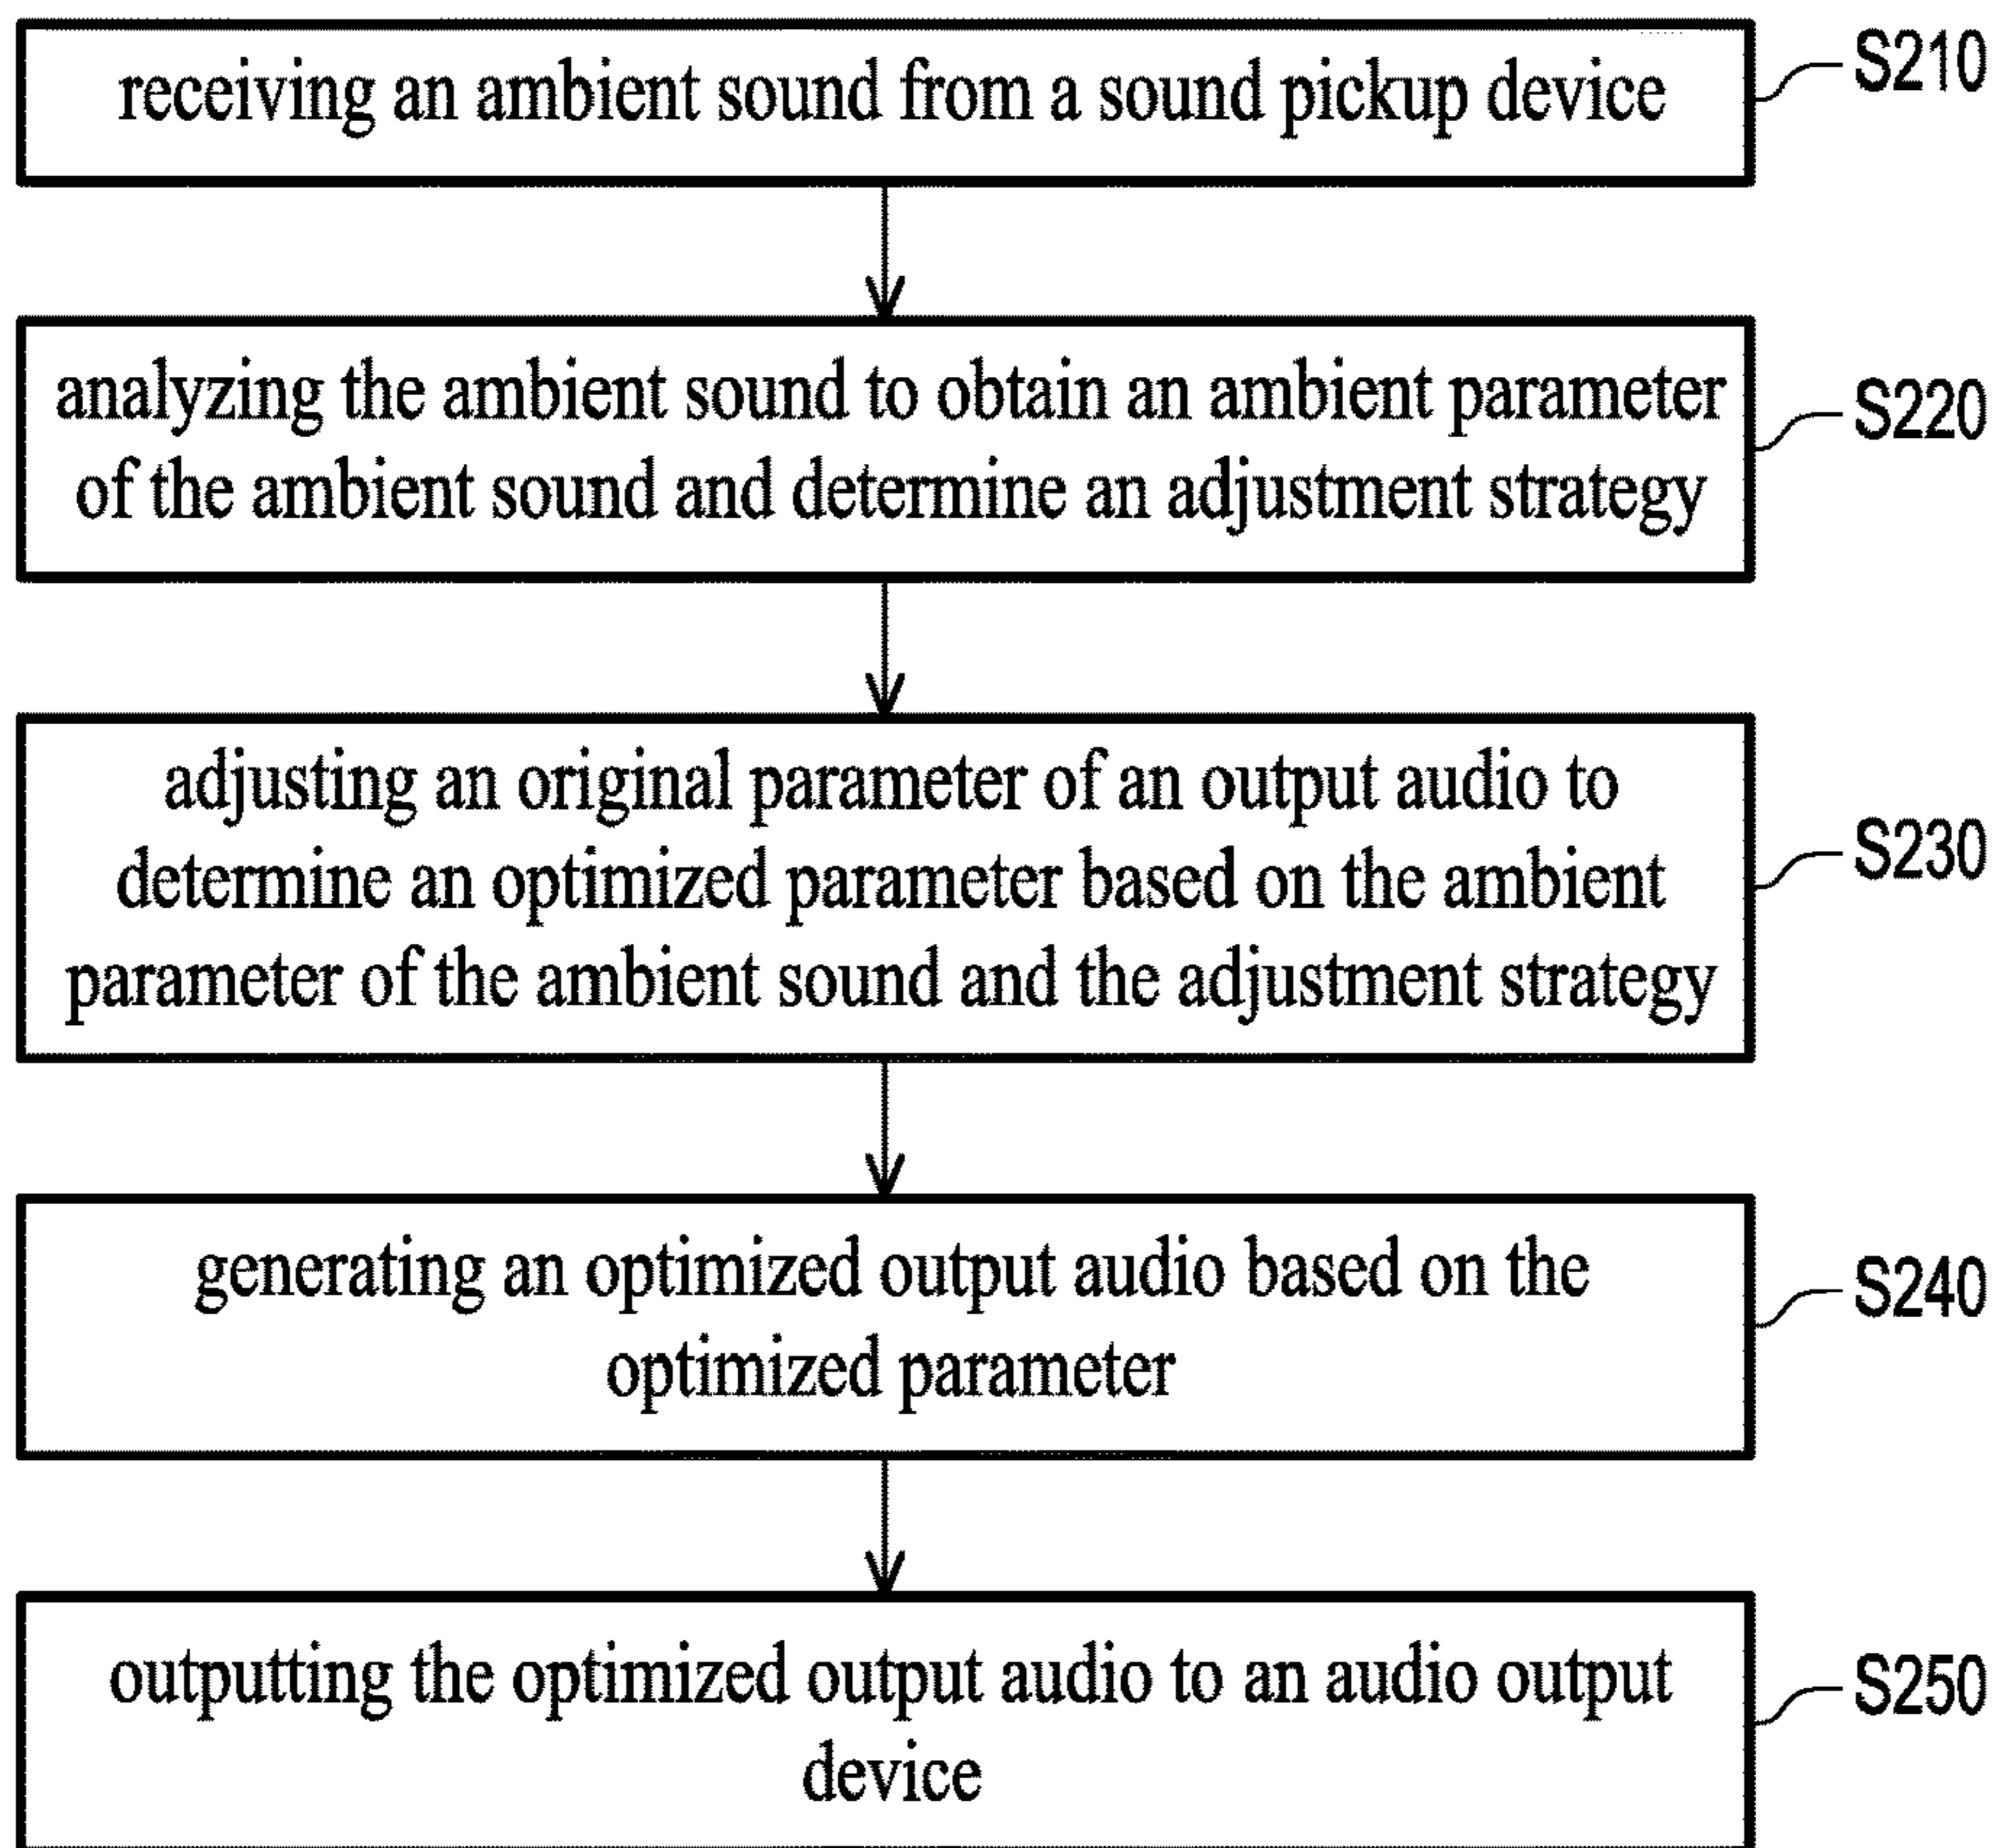 receiving an ambient sound from a sound pickup device
S210
analyzing the ambient sound to obtain an ambient parameter
of the ambient sound and determine an adjustment strategy
S220
adjusting an original parameter of an output audio to
determine an optimized parameter based on the ambient
parameter of the ambient sound and the adjustment strategy
S230
generating an optimized output audio based on the
optimized parameter
S240
outputting the optimized output audio to an audio output
device
S250